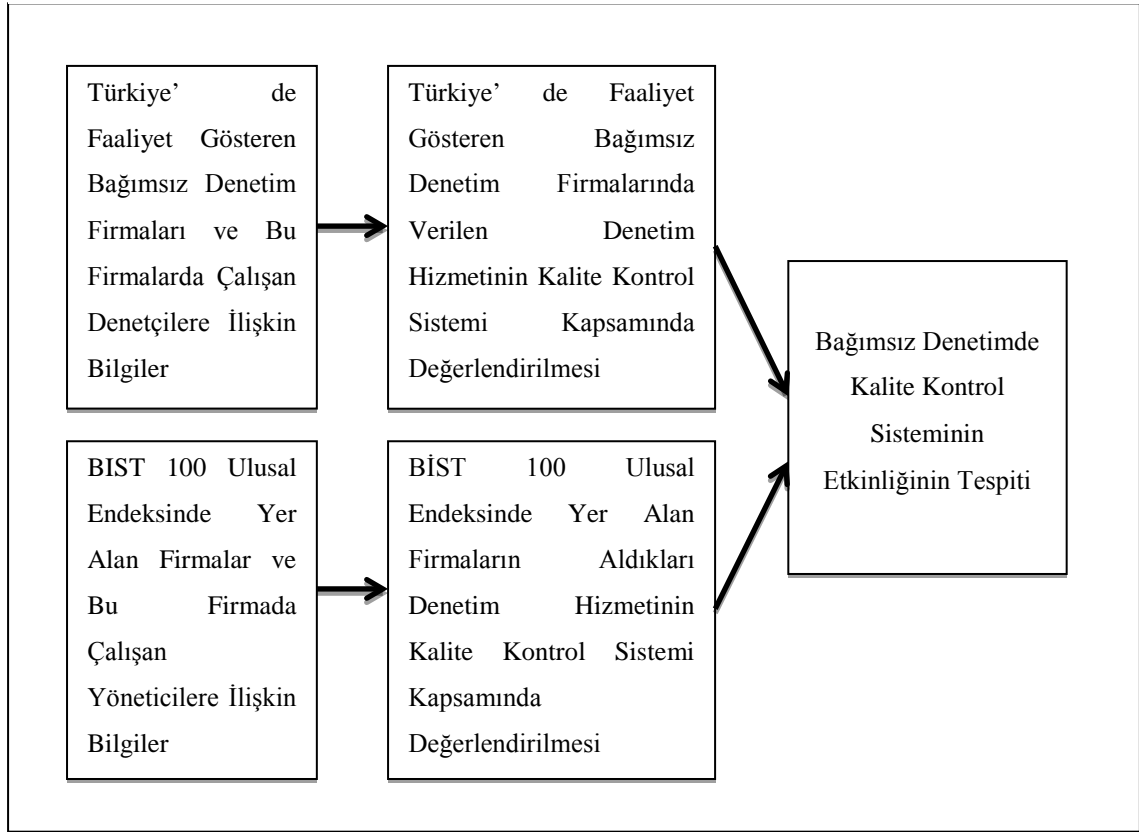 Türkiye’ de
Faaliyet Gösteren
Bağımsız Denetim
Firmaları ve Bu
Firmalarda Çalışan
Denetçilere İlişkin
Bilgiler
Türkiye’ de Faaliyet
Gösteren Bağımsız
Denetim Firmalarında
Verilen Denetim
Hizmetinin Kalite Kontrol
Sistemi Kapsamında
Değerlendirilmesi
BIST 100 Ulusal
Endeksinde Yer
Alan Firmalar ve
Bu Firmada
Çalışan
Yöneticilere İlişkin
Bilgiler
BİST 100 Ulusal
Endeksinde Yer Alan
Firmaların Aldıkları
Denetim Hizmetinin
Kalite Kontrol Sistemi
Kapsamında
Değerlendirilmesi
Bağımsız Denetimde
Kalite Kontrol
Sisteminin
Etkinliğinin Tespiti